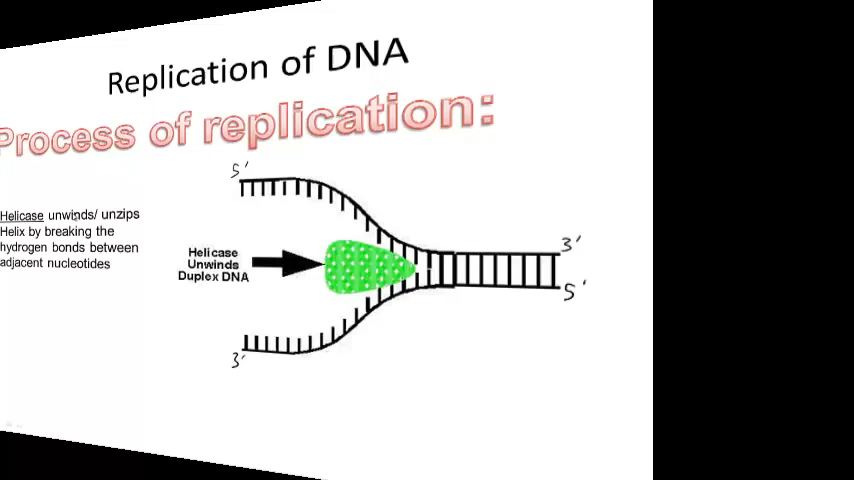 Replication of DNA
Process of replication:
5'
Helicase unwinds/ unzips
Helix by breaking the
hydrogen bonds between
adjacent nucleotides
Helicase
Unwinds
Duplex DNA
3'
5'
3'